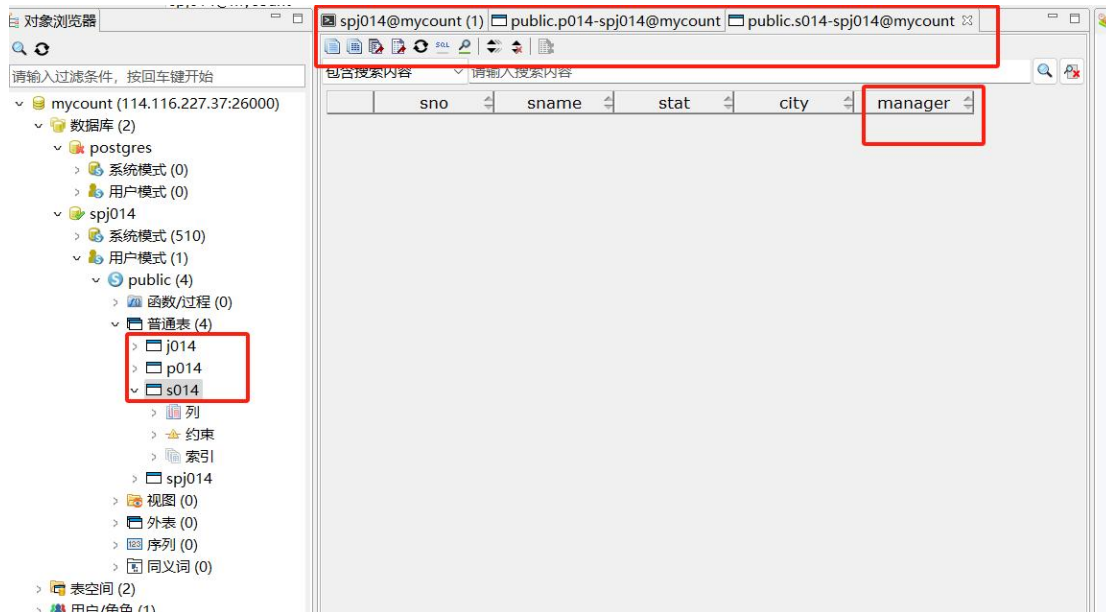 对象浏览器
请输入过滤条件，按回车键开始
mycount (114.116.227.37:26000)
数据库 (2)
postgres
系统模式 (0)
用户模式 (0)
spj014
系统模式 (510)
用户模式 (1)
public (4)
函数/过程 (0)
普通表 (4)
j014
p014
s014
列
约束
索引
spj014
视图 (0)
外表 (0)
序列 (0)
同义词 (0)
表空间 (2)
用户/角色 (1)
spj014@mycount (1) public.p014-spj014@mycount public.s014-spj014@mycount
SQL
包含搜索内容 请输入搜索内容
sno sname stat city manager